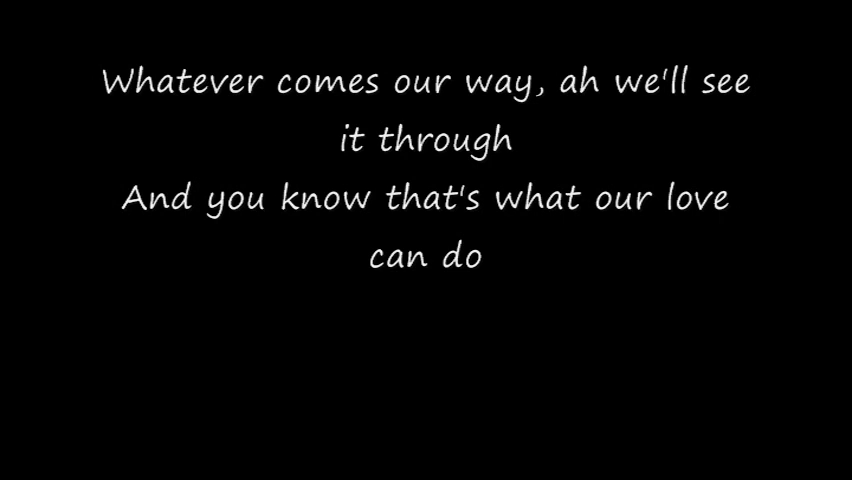 Whatever comes our way, ah we'll see
it through
And you know that's what our love
can do